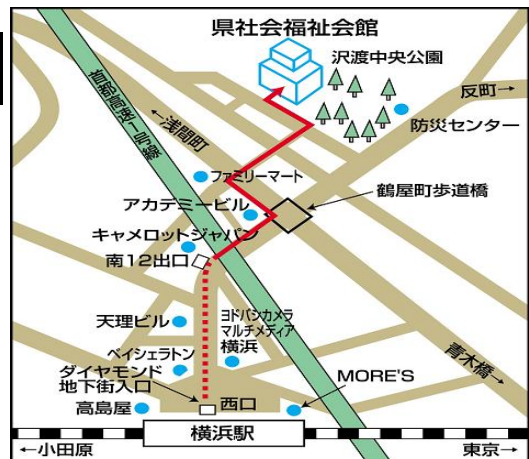 県社会福祉会館
沢渡中央公園
反町→
防災センター
首都高速1号線
←浅間町
ファミリーマート
鶴屋町歩道橋
アカデミービル
キャメロットジャパン
南12出口
天理ビル
ヨドバシカメラ
マルチメディア
横浜
ベイシェラトン
ダイヤモンド
地下街入口
青木橋→
MORE'S
高島屋
西口
横浜駅
←小田原
東京→